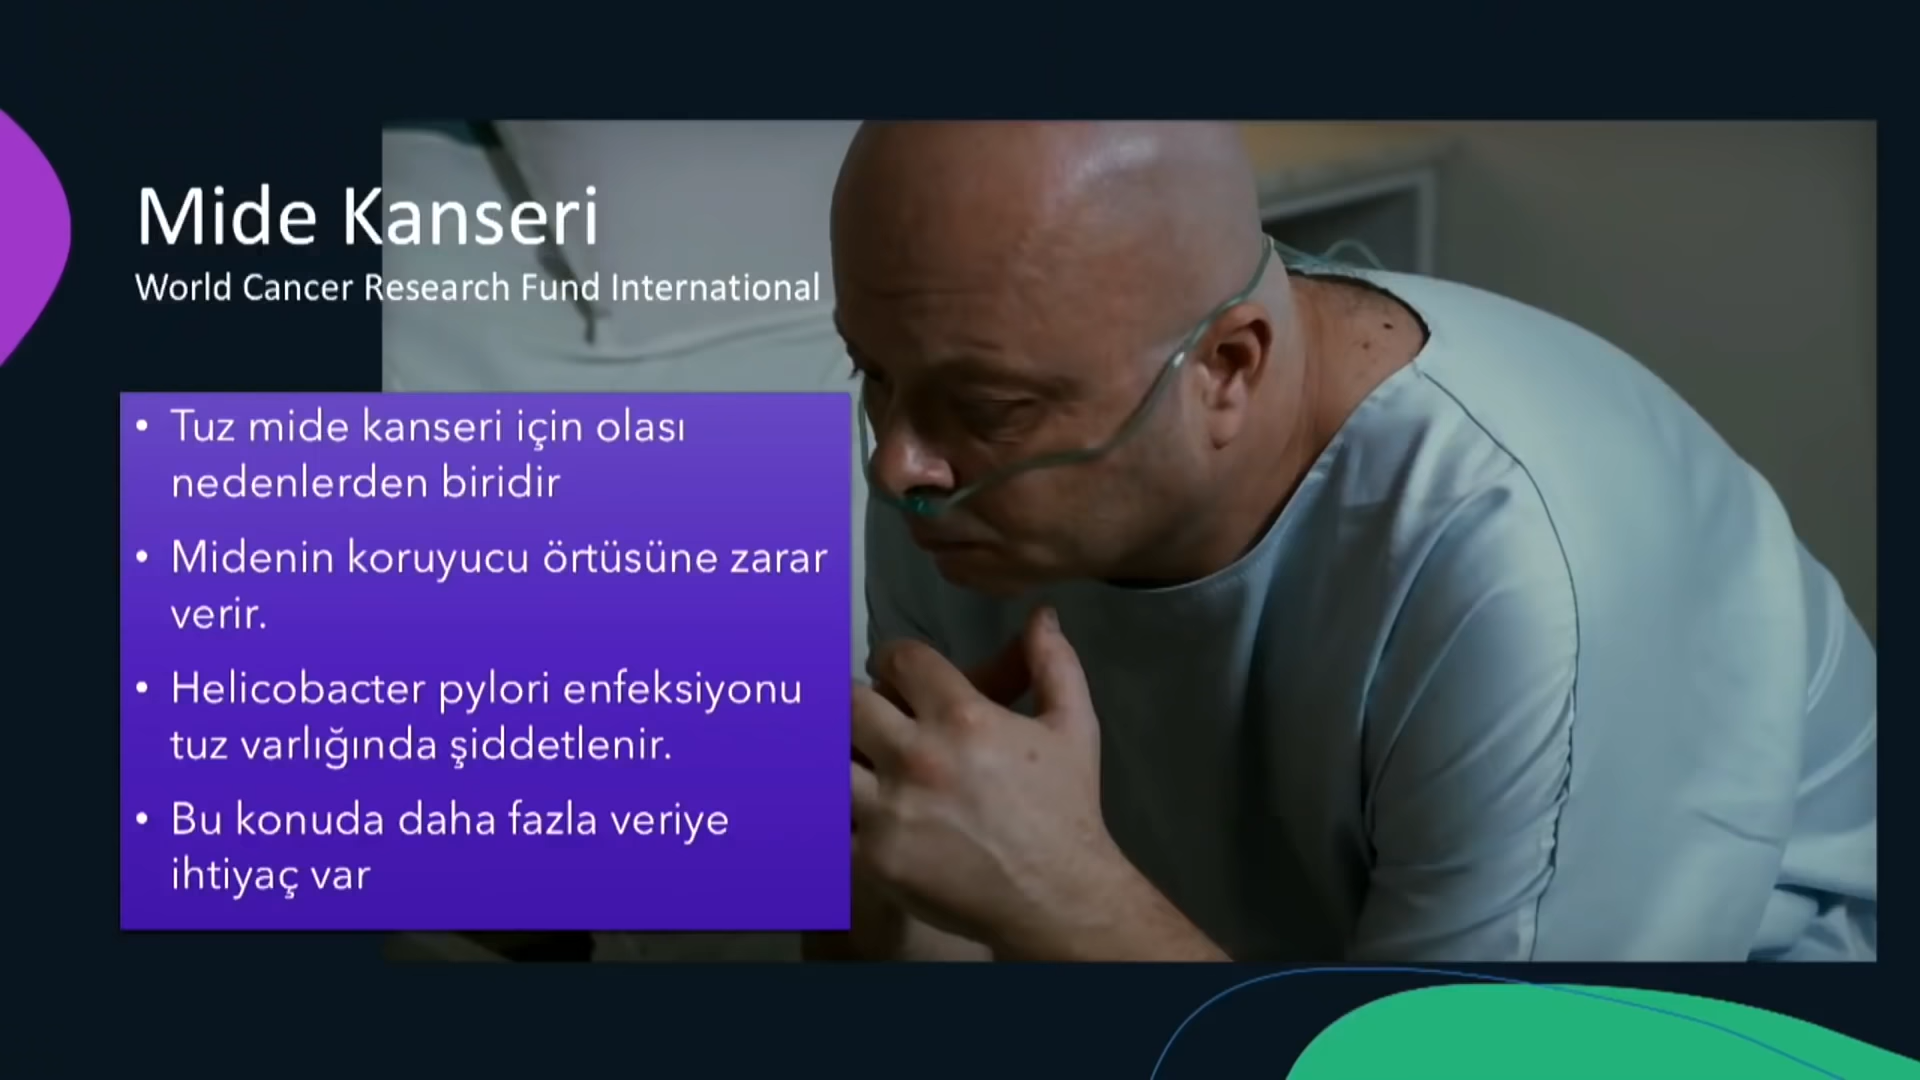 Mide Kanseri
World Cancer Research Fund International
• Tuz mide kanseri için olası
nedenlerden biridir
• Midenin koruyucu örtüsüne zarar
verir.
• Helicobacter pylori enfeksiyonu
tuz varlığında şiddetlenir.
• Bu konuda daha fazla veriye
ihtiyaç var